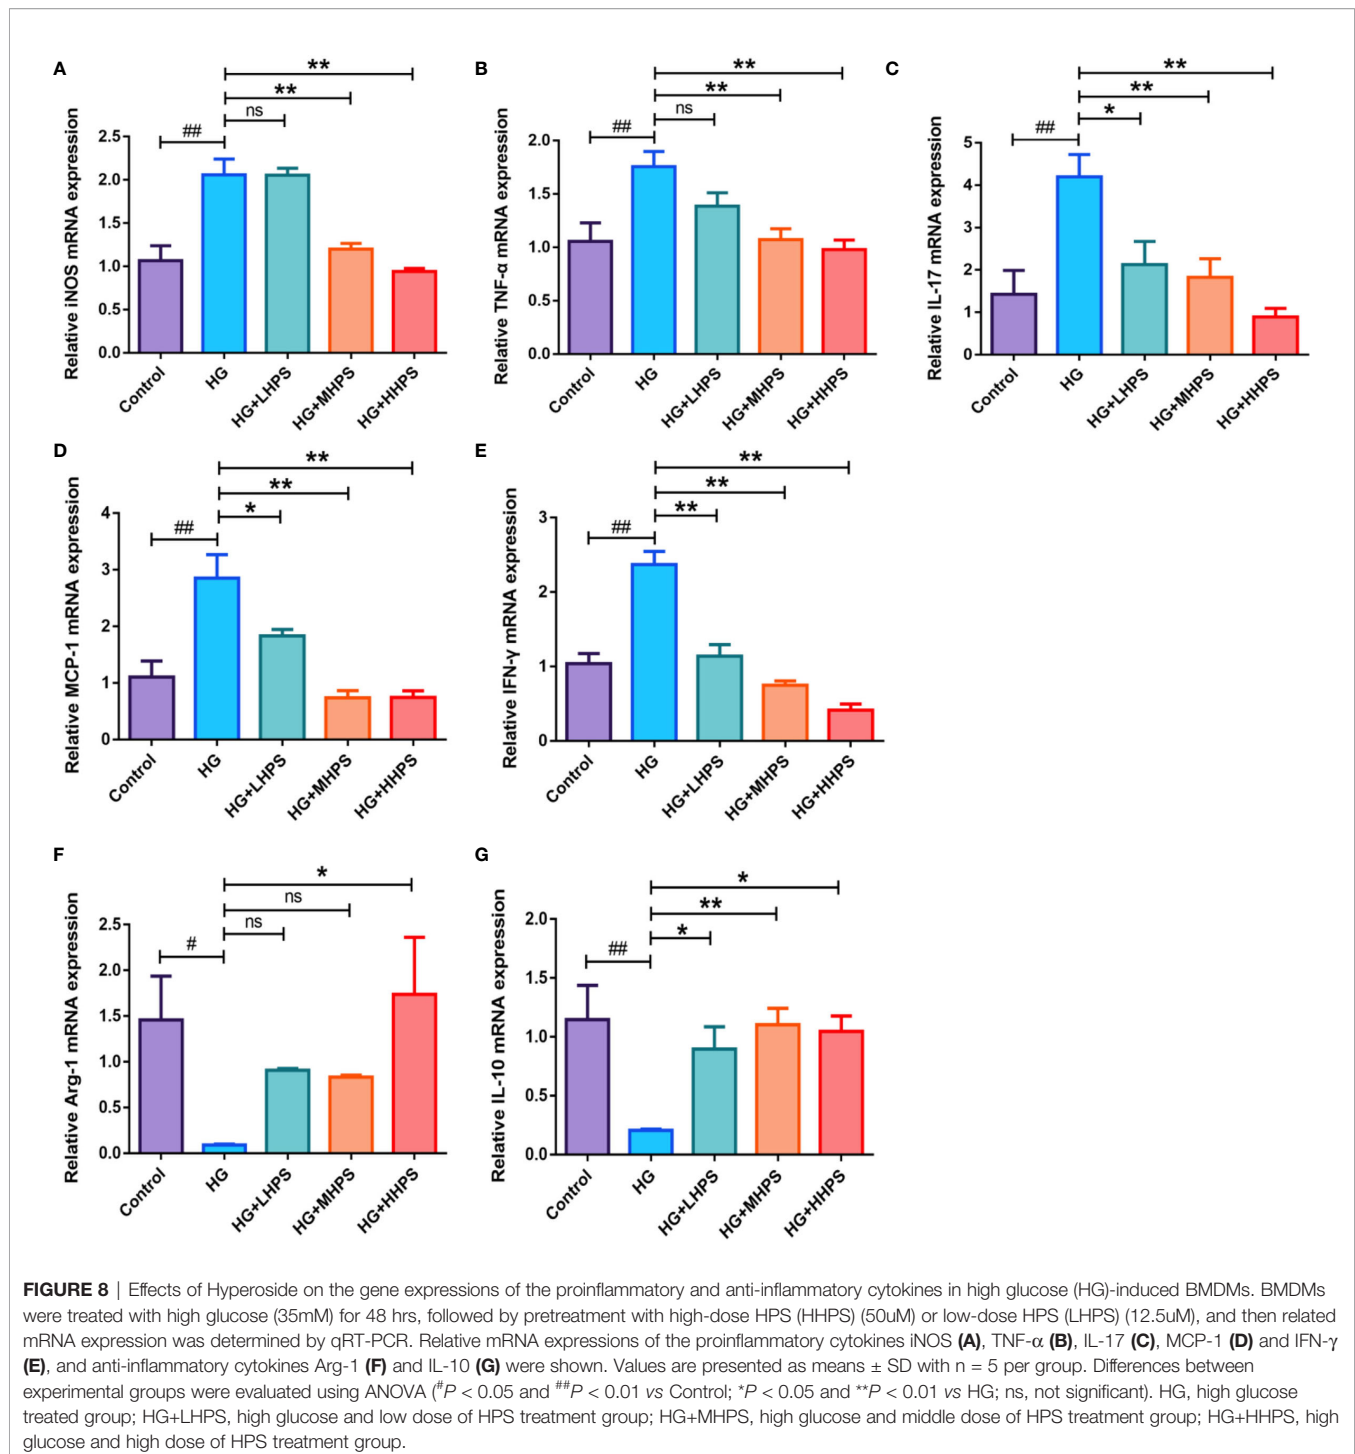 A
Relative iNOS mRNA expression
2.5
2.0
1.5
1.0
0.5
0.0
##
ns
**
**
Control
HG
HG+LHPS
HG+MHPS
HG+HHPS
B
Relative TNF-α mRNA expression
2.0
1.5
1.0
0.5
0.0
##
ns
**
**
Control
HG
HG+LHPS
HG+MHPS
HG+HHPS
C
Relative IL-17 mRNA expression
5
4
2
2
1
0
##
*
**
**
Control
HG
HG+LHPS
HG+MHPS
HG+HHPS
D
Relative MCP-1 mRNA expression
4
3
2
1
0
##
*
**
**
Control
HG
HG+LHPS
HG+MHPS
HG+HHPS
E
Relative IFN-γ mRNA expression
3
2
1
0
##
**
**
**
Control
HG
HG+LHPS
HG+MHPS
HG+HHPS
F
Relative Arg-1 mRNA expression
2.5
2.0
1.5
1.0
0.5
0.0
#
ns
ns
*
Control
HG
HG+LHPS
HG+MHPS
HG+HHPS
G
Relative IL-10 mRNA expression
2.0
1.5
1.0
0.5
0.0
##
*
**
*
Control
HG
HG+LHPS
HG+MHPS
HG+HHPS
FIGURE 8 | Effects of Hyperoside on the gene expressions of the proinflammatory and anti-inflammatory cytokines in high glucose (HG)-induced BMDMs. BMDMs
were treated with high glucose (35mM) for 48 hrs, followed by pretreatment with high-dose HPS (HHPS) (50uM) or low-dose HPS (LHPS) (12.5uM), and then related
mRNA expression was determined by qRT-PCR. Relative mRNA expressions of the proinflammatory cytokines iNOS (A), TNF-α (B), IL-17 (C), MCP-1 (D) and IFN-γ
(E), and anti-inflammatory cytokines Arg-1 (F) and IL-10 (G) were shown. Values are presented as means ± SD with n = 5 per group. Differences between
experimental groups were evaluated using ANOVA (#P < 0.05 and ##P < 0.01 vs Control; *P < 0.05 and **P < 0.01 vs HG; ns, not significant). HG, high glucose
treated group; HG+LHPS, high glucose and low dose of HPS treatment group; HG+MHPS, high glucose and middle dose of HPS treatment group; HG+HHPS, high
glucose and high dose of HPS treatment group.